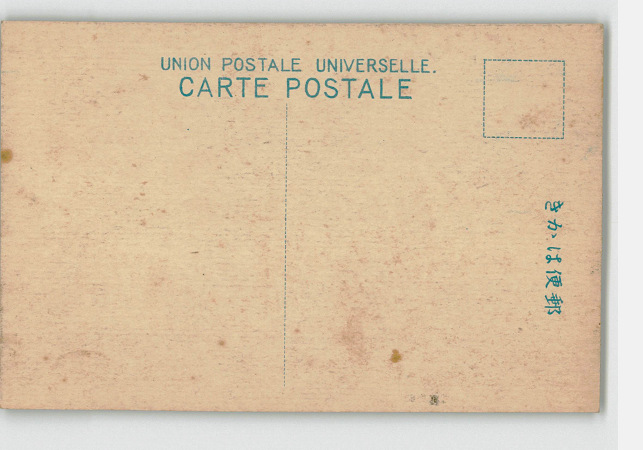 UNION POSTALE UNIVERSELLE.
CARTE POSTALE
きかは便郵